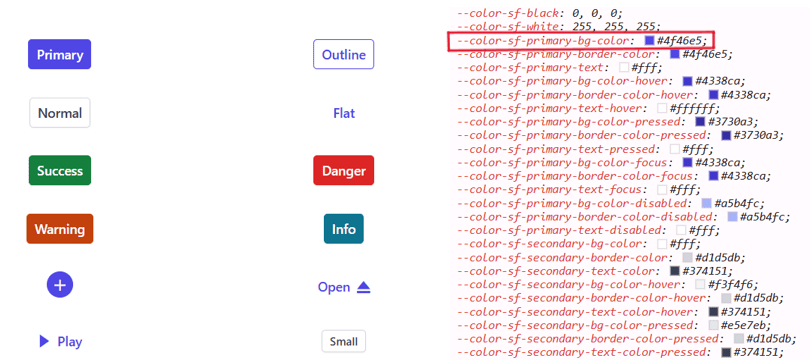 Primary
Outline
Normal
Flat
Success
Danger
Warning
Info
Open
Play
Small
--color-sf-black: 0, 0, 0;
--color-sf-white: 255, 255, 255;
--color-sf-primary-bg-color: #4f46e5;
--color-sf-primary-border-color: #4f46e5;
--color-sf-primary-text: #fff;
--color-sf-primary-bg-color-hover: #4338ca;
--color-sf-primary-border-color-hover: #4338ca;
--color-sf-primary-text-hover: #ffffff;
--color-sf-primary-bg-color-pressed: #3730a3;
--color-sf-primary-border-color-pressed: #3730a3;
--color-sf-primary-text-pressed: #fff;
--color-sf-primary-bg-color-focus: #4338ca;
--color-sf-primary-border-color-focus: #4338ca;
--color-sf-primary-text-focus: #fff;
--color-sf-primary-bg-color-disabled: #a5b4fc;
--color-sf-primary-border-color-disabled: #a5b4fc;
--color-sf-primary-text-disabled: #fff;
--color-sf-secondary-bg-color: #fff;
--color-sf-secondary-border-color: #d1d5db;
--color-sf-secondary-text-color: #374151;
--color-sf-secondary-bg-color-hover: #f3f4f6;
--color-sf-secondary-border-color-hover: #d1d5db;
--color-sf-secondary-text-color-hover: #374151;
--color-sf-secondary-bg-color-pressed: #e5e7eb;
--color-sf-secondary-border-color-pressed: #d1d5db;
--color-sf-secondary-text-color-pressed: #374151;